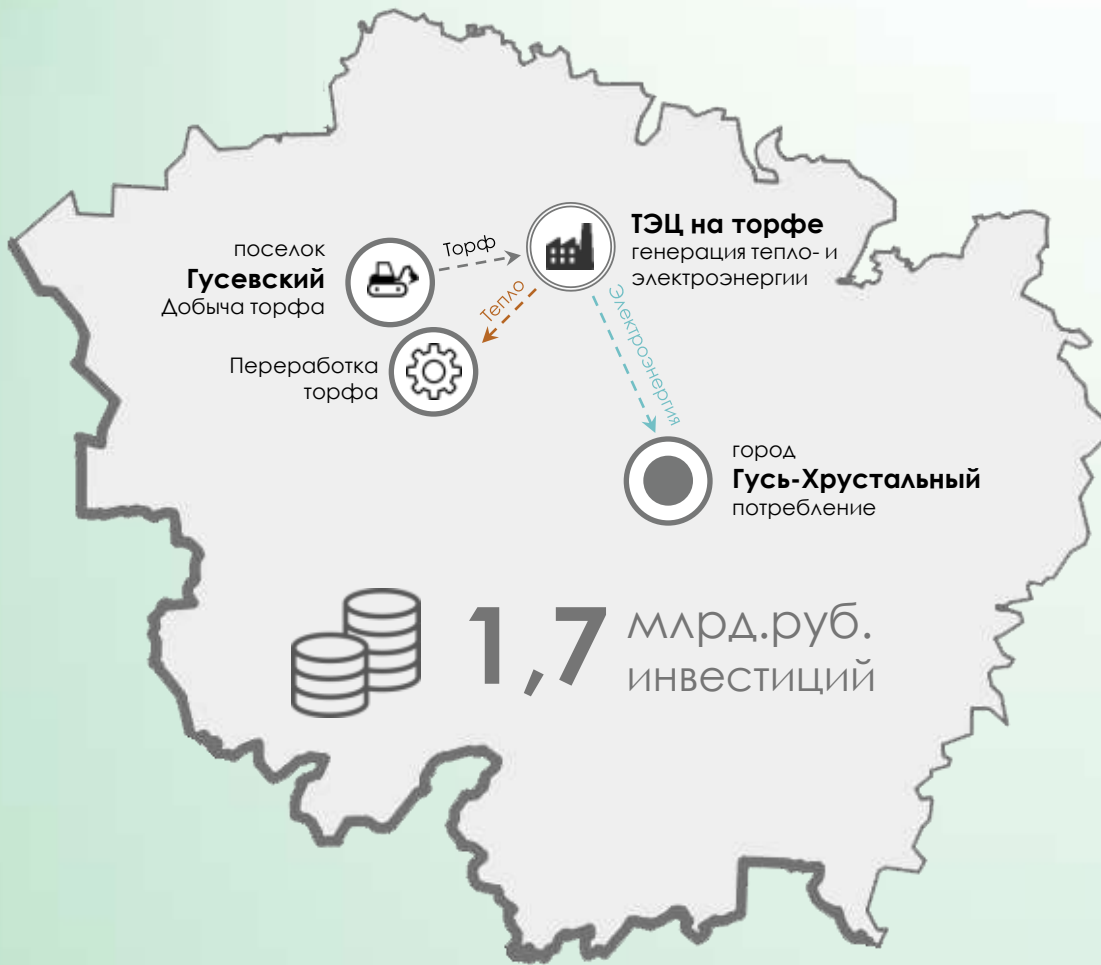 поселок
Гусевский
Добыча торфа
Торф
ТЭЦ на торфе
генерация тепло- и
электроэнергии
Тепло
Электроэнергия
Переработка
торфа
город
Гусь-Хрустальный
потребление
1,7 млрд.руб.
инвестиций